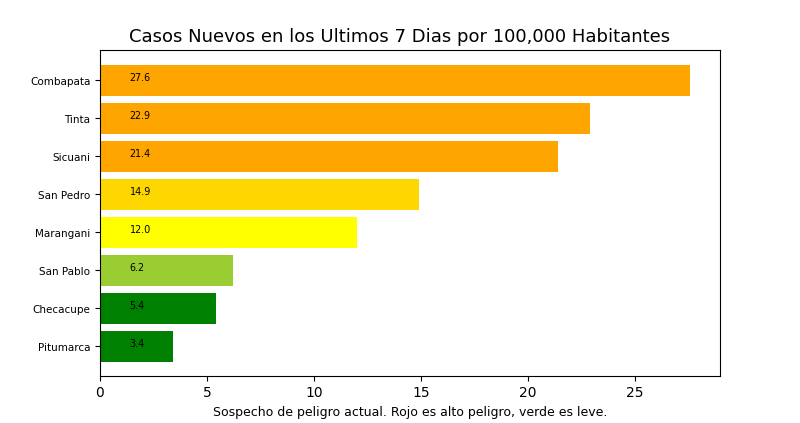 Casos Nuevos en los Ultimos 7 Dias por 100,000 Habitantes
Combapata 27.6
Tinta 22.9
Sicuani 21.4
San Pedro 14.9
Marangani 12.0
San Pablo 6.2
Checacupe 5.4
Pitumarca 3.4
0 5 10 15 20 25
Sospecho de peligro actual. Rojo es alto peligro, verde es leve.